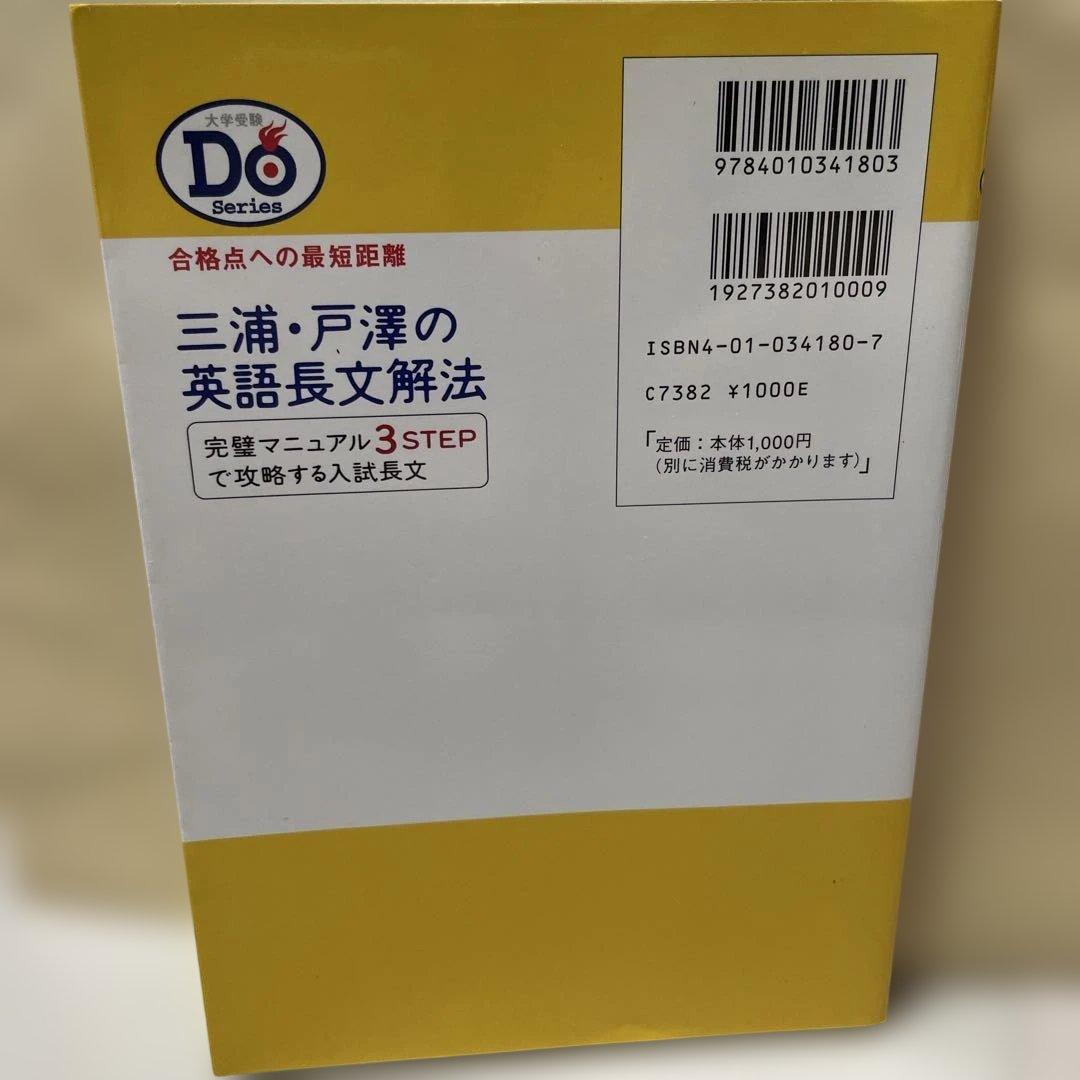 大学受験
Do
Series
合格点への最短距離
三浦・戸澤の
英語長文解法
完璧マニュアル3STEP
で攻略する入試長文
9784010341803
1927382010009
ISBN4-01-034180-7
C7382 ¥1000E
「定価:本体1,000円
(別に消費税がかかります)」